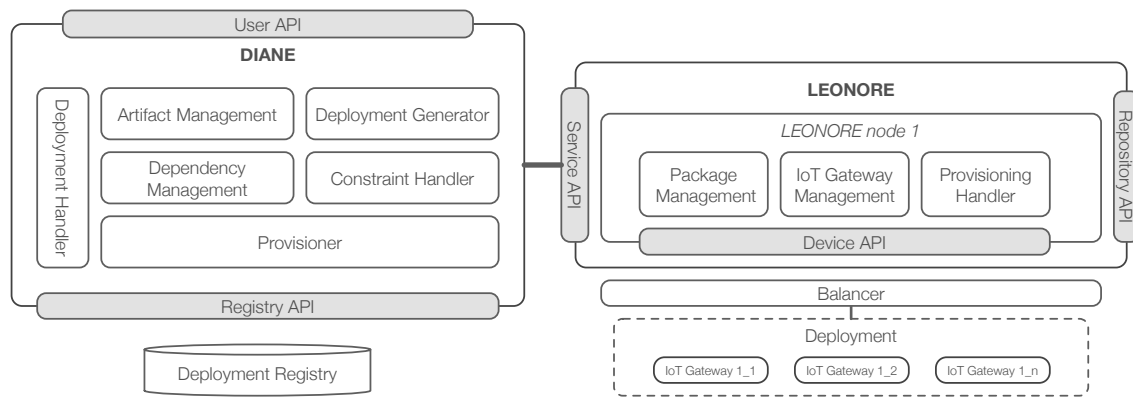 User API
DIANE
Deployment Handler
Artifact Management
Deployment Generator
Dependency
Management
Constraint Handler
Provisioner
Registry API
Deployment Registry
LEONORE
Service API
Repository API
LEONORE node 1
Package
Management
IoT Gateway
Management
Provisioning
Handler
Device API
Balancer
Deployment
IoT Gateway 1_1
IoT Gateway 1_2
IoT Gateway 1_n